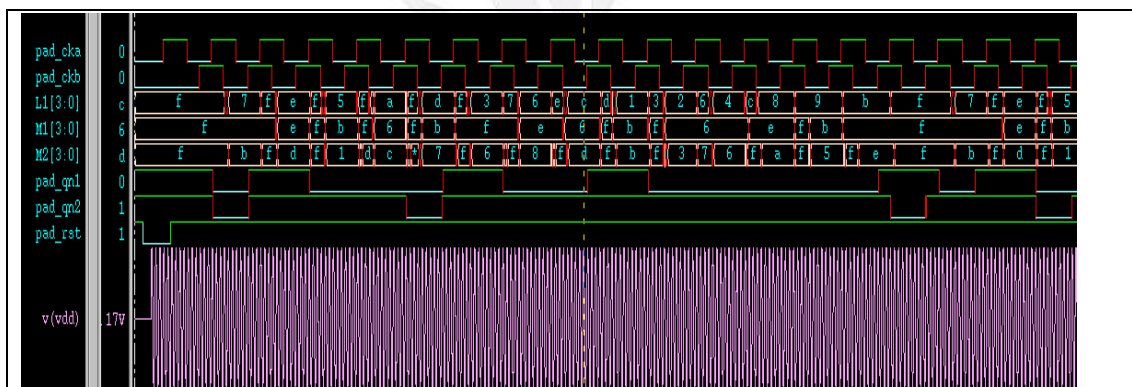 pad_cka 0
pad_ckb 0
L1[3:0] c f 7 f e f 5 f a f d f 3 7 6 e c d 1 3 2 6 4 c 8 9 b f 7 f e f 5
M1[3:0] 6 f e f b f 6 f b f e 0 f b f 6 e f b f e f b
M2[3:0] d f b f d f 1 d c * 7 f 6 f 8 f d f b f 3 7 6 f a f 5 f e f b f d f 1
pad_qn1 0
pad_qn2 1
pad_rst 1
v(vdd) .17V